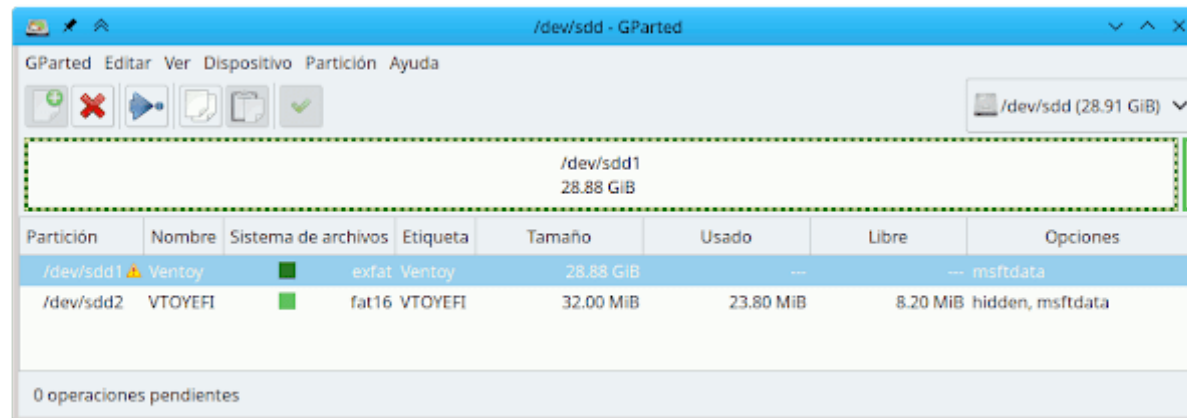 /dev/sdd - GParted
GParted Editar Ver Dispositivo Partición Ayuda
/dev/sdd (28.91 GiB)
/dev/sdd1
28.88 GiB
Partición Nombre Sistema de archivos Etiqueta Tamaño Usado Libre Opciones
/dev/sdd1 Ventoy exfat Ventoy 28.88 GiB --- --- msftdata
/dev/sdd2 VTOYEFI fat16 VTOYEFI 32.00 MiB 23.80 MiB 8.20 MiB hidden, msftdata
0 operaciones pendientes